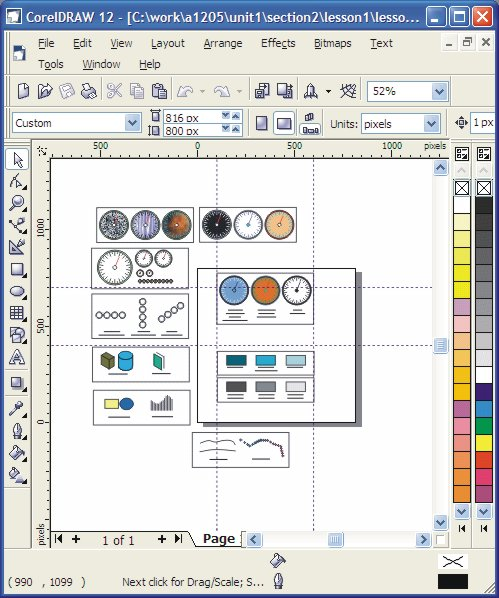 CorelDRAW 12 - [C:\work\a1205\unit1\section2\lesson1\lesso...
File Edit View Layout Arrange Effects Bitmaps Text
Tools Window Help
52%
Custom
816 px
800 px
Units: pixels
1 px
500 0 500 1000 pixels
1000
500
0
pixels
1 of 1
Page
(990 , 1099 ) Next click for Drag/Scale; S...